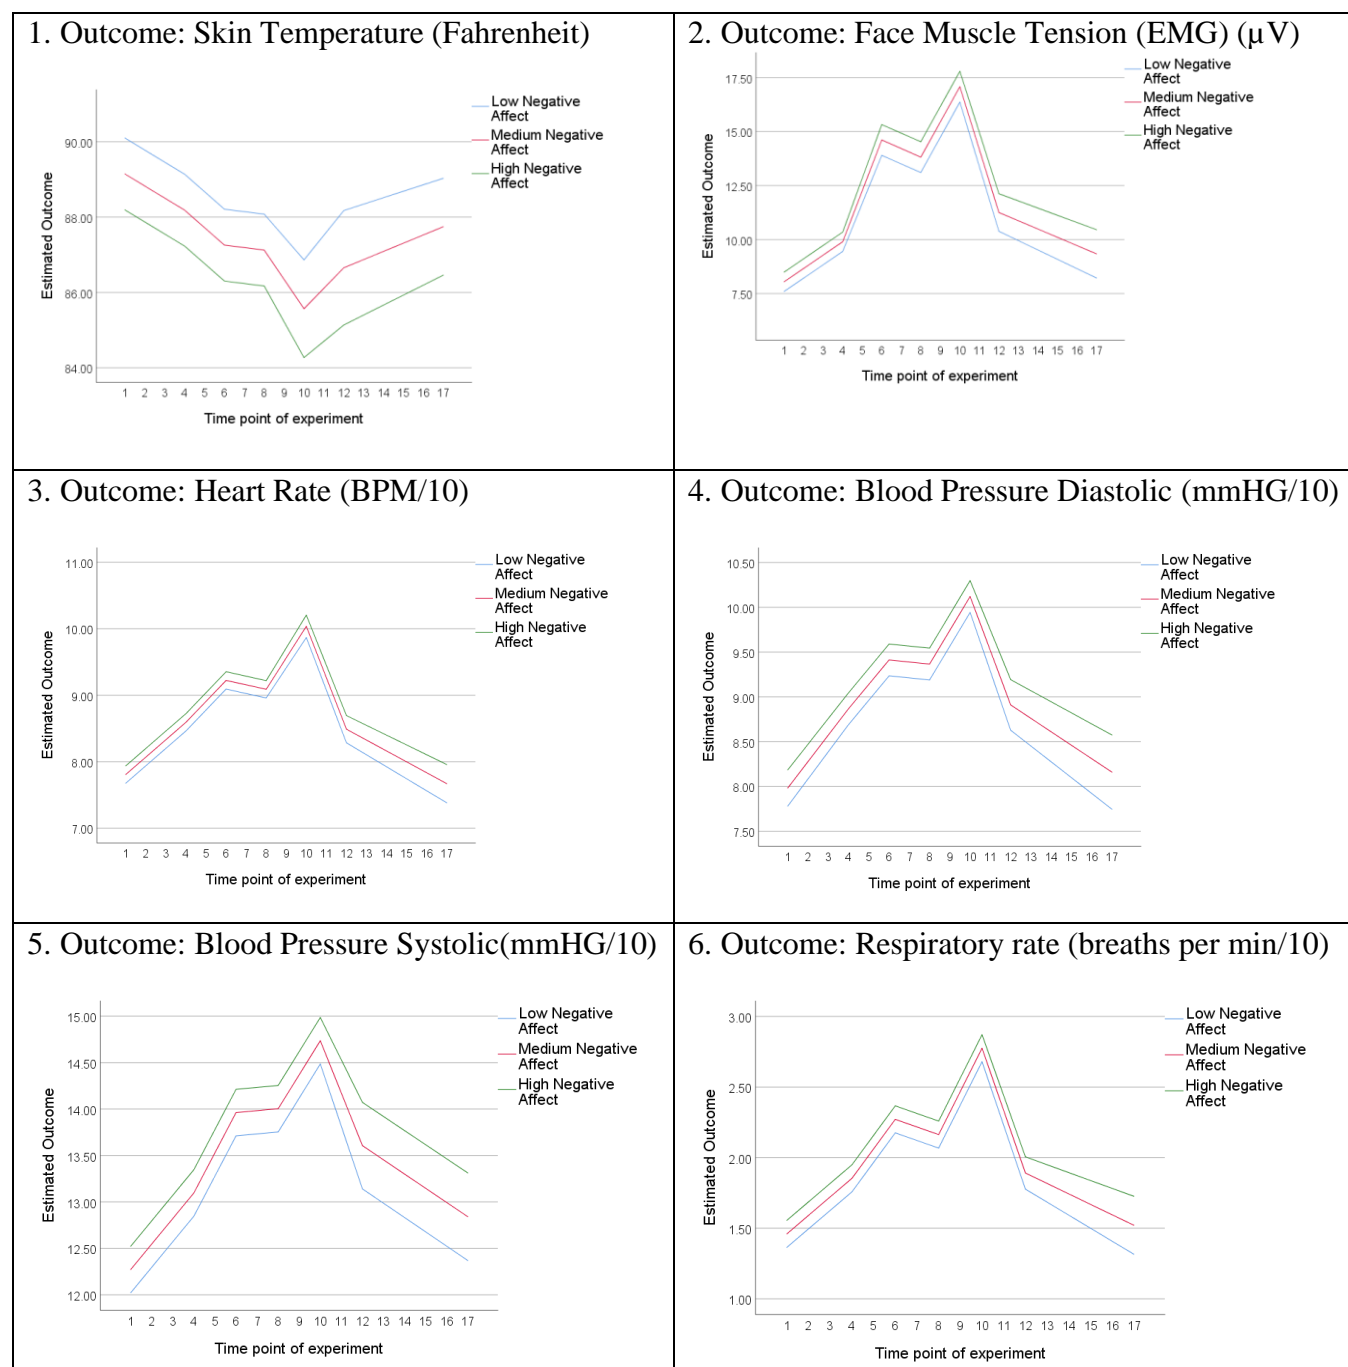 1. Outcome: Skin Temperature (Fahrenheit)
Low Negative
Affect
Medium Negative
Affect
High Negative
Affect
Estimated Outcome
90.00
88.00
86.00
84.00
1 2 3 4 5 6 7 8 9 10 11 12 13 14 15 16 17
Time point of experiment
2. Outcome: Face Muscle Tension (EMG) (µV)
Low Negative
Affect
Medium Negative
Affect
High Negative
Affect
Estimated Outcome
17.50
15.00
12.50
10.00
7.50
1 2 3 4 5 6 7 8 9 10 11 12 13 14 15 16 17
Time point of experiment
3. Outcome: Heart Rate (BPM/10)
Low Negative
Affect
Medium Negative
Affect
High Negative
Affect
Estimated Outcome
11.00
10.00
9.00
8.00
7.00
1 2 3 4 5 6 7 8 9 10 11 12 13 14 15 16 17
Time point of experiment
4. Outcome: Blood Pressure Diastolic (mmHG/10)
Low Negative
Affect
Medium Negative
Affect
High Negative
Affect
Estimated Outcome
10.50
10.00
9.50
9.00
8.50
8.00
7.50
1 2 3 4 5 6 7 8 9 10 11 12 13 14 15 16 17
Time point of experiment
5. Outcome: Blood Pressure Systolic(mmHG/10)
Low Negative
Affect
Medium Negative
Affect
High Negative
Affect
Estimated Outcome
15.00
14.50
14.00
13.50
13.00
12.50
12.00
1 2 3 4 5 6 7 8 9 10 11 12 13 14 15 16 17
Time point of experiment
6. Outcome: Respiratory rate (breaths per min/10)
Low Negative
Affect
Medium Negative
Affect
High Negative
Affect
Estimated Outcome
3.00
2.50
2.00
1.50
1.00
1 2 3 4 5 6 7 8 9 10 11 12 13 14 15 16 17
Time point of experiment